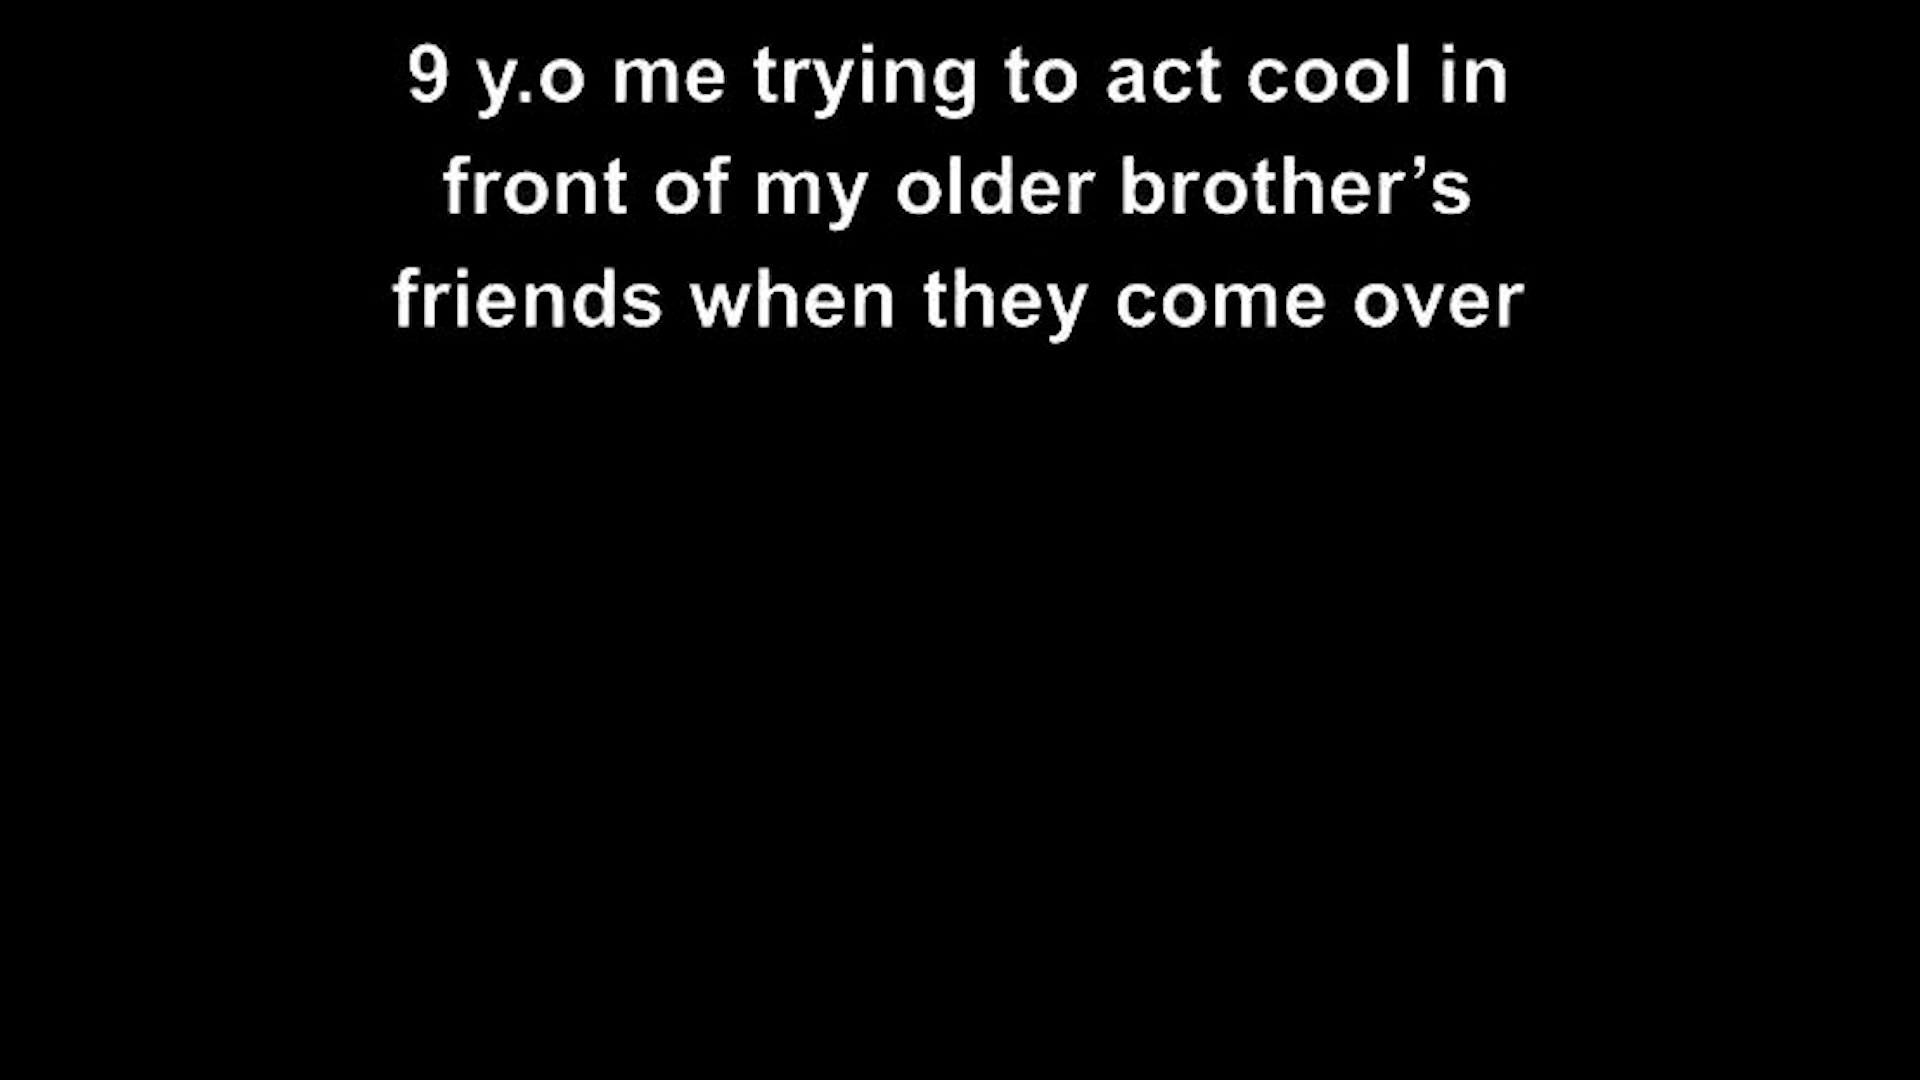 9 y.o me trying to act cool in
front of my older brother’s
friends when they come over